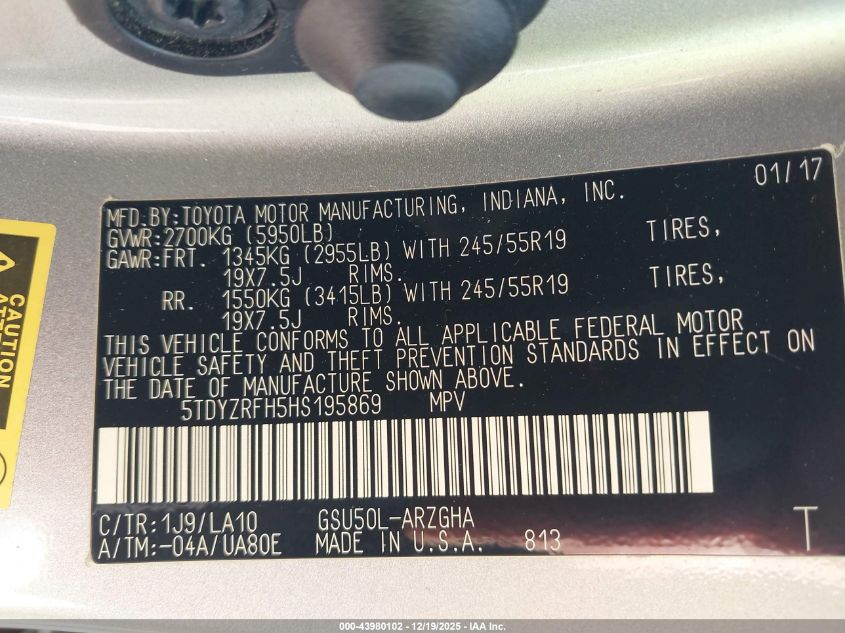 01/17
MFD.BY:TOYOTA MOTOR MANUFACTURING, INDIANA, INC.
GVWR:2700KG (5950LB)
GAWR:FRT. 1345KG (2955LB) WITH 245/55R19 TIRES,
19X7.5J RIMS.
RR. 1550KG (3415LB) WITH 245/55R19 TIRES,
19X7.5J RIMS.
THIS VEHICLE CONFORMS TO ALL APPLICABLE FEDERAL MOTOR
VEHICLE SAFETY AND THEFT PREVENTION STANDARDS IN EFFECT ON
THE DATE OF MANUFACTURE SHOWN ABOVE.
5TDYZRFH5HS195869 MPV
C/TR:1J9/LA10 GSU50L-ARZGHA
A/TM:-04A/UA80E MADE IN U.S.A. 813 T
CAUTION
000-43980102 - 12/19/2025 - IAA Inc.